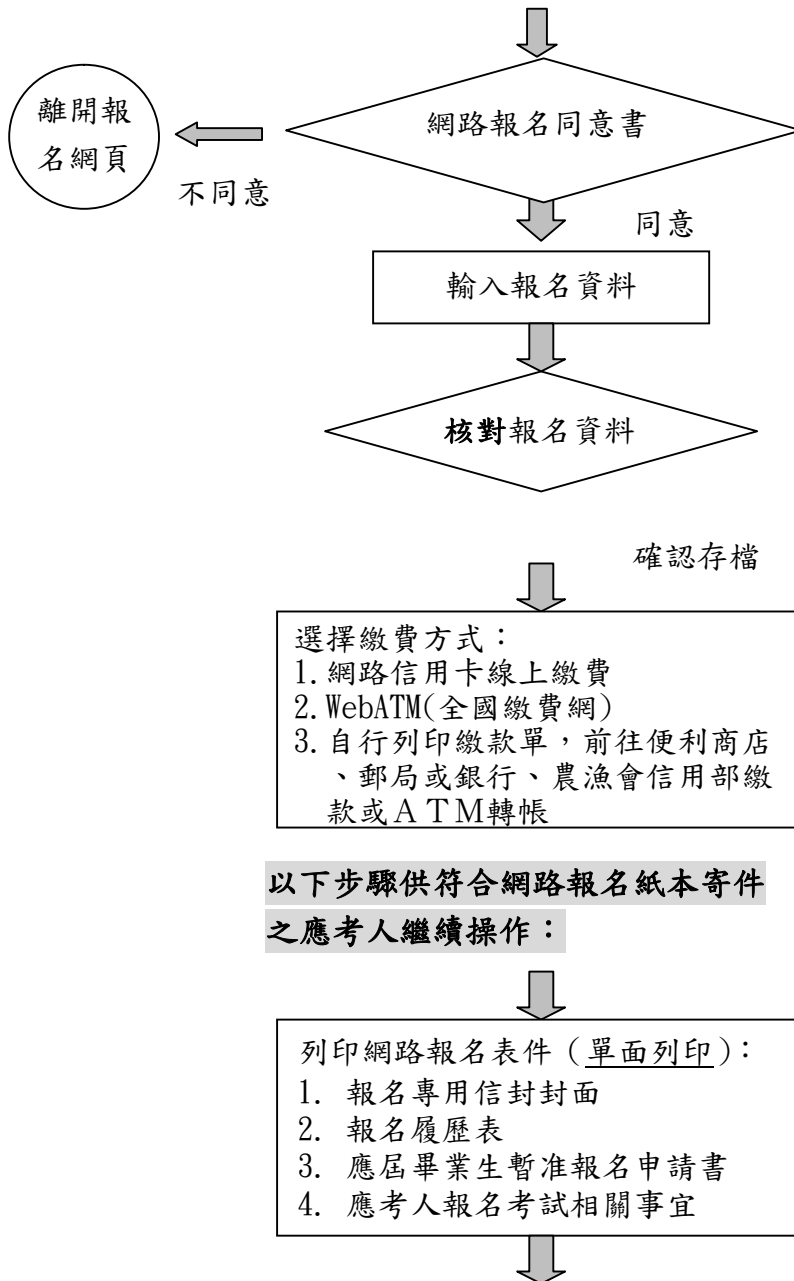 離開報
名網頁
網路報名同意書
不同意
同意
輸入報名資料
核對報名資料
確認存檔
選擇繳費方式：
1.網路信用卡線上繳費
2.WebATM(全國繳費網)
3.自行列印繳款單，前往便利商店
、郵局或銀行、農漁會信用部繳
款或ＡＴＭ轉帳
以下步驟供符合網路報名紙本寄件
之應考人繼續操作：
列印網路報名表件（單面列印）：
1. 報名專用信封封面
2. 報名履歷表
3. 應屆畢業生暫准報名申請書
4. 應考人報名考試相關事宜